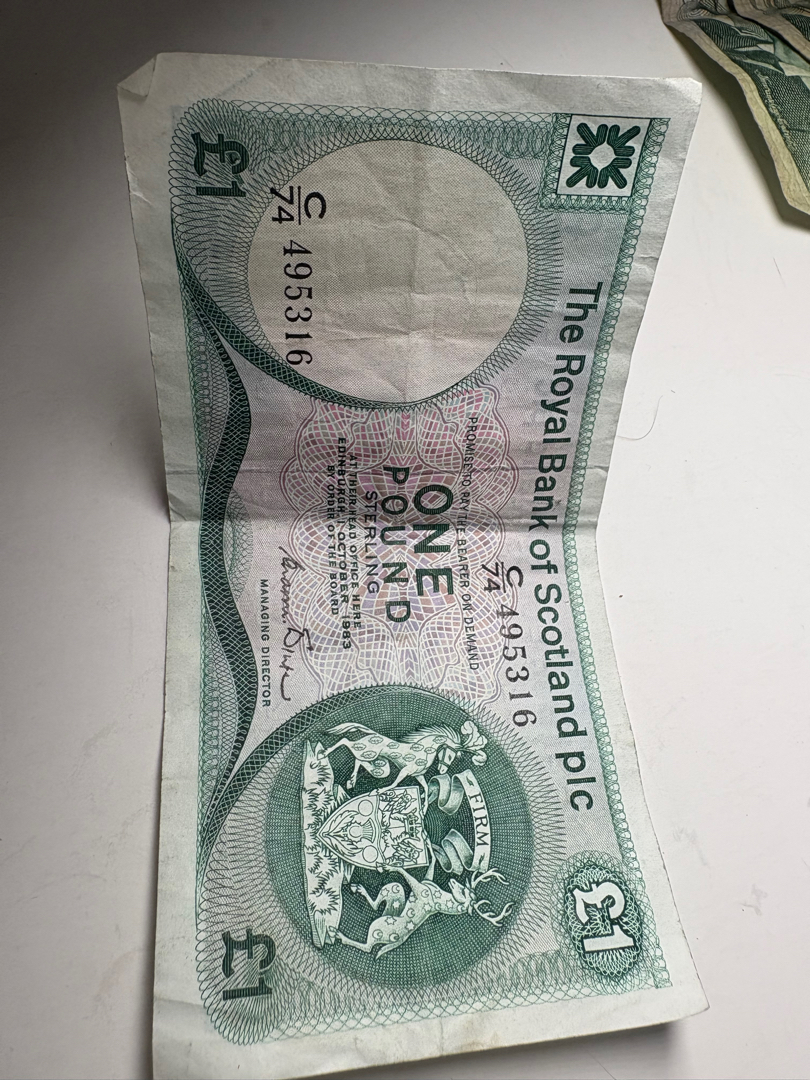 The Royal Bank of Scotland plc
£1
C/74 495316
PROMISE TO PAY THE BEARER ON DEMAND
ONE
POUND
STERLING
AT THEIR HEAD OFFICE HERE
EDINBURGH, OCTOBER 1983
BY ORDER OF THE BOARD
MANAGING DIRECTOR
C/74 495316
FIRM
£1
£1